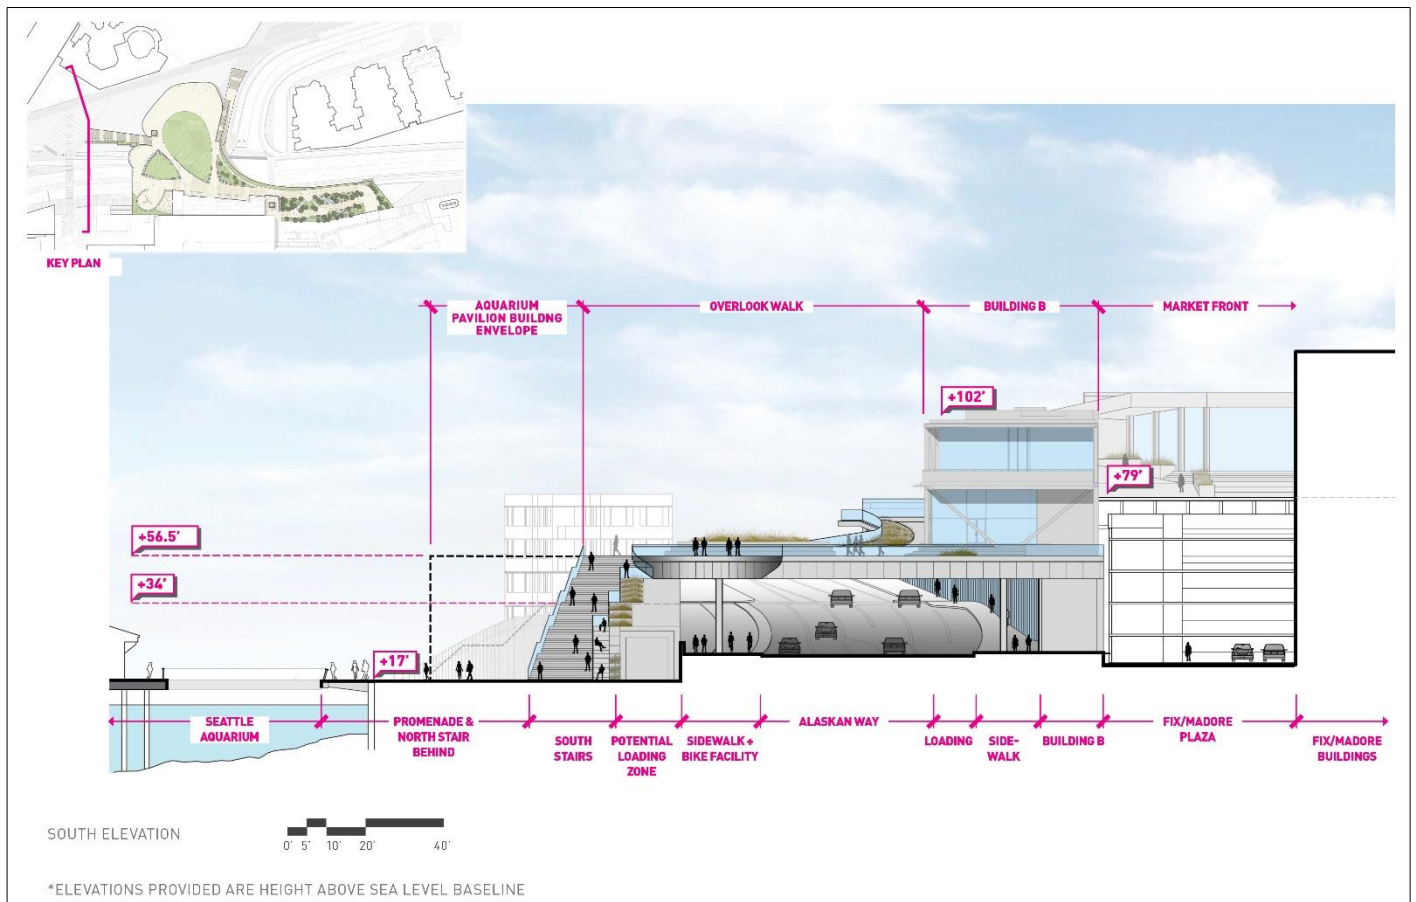 KEY PLAN
AQUARIUM
PAVILION BUILDNG
ENVELOPE
OVERLOOK WALK
BUILDING B
MARKET FRONT
+102'
+79'
+56.5'
+34'
+17'
SEATTLE
AQUARIUM
PROMENADE &
NORTH STAIR
BEHIND
SOUTH
STAIRS
POTENTIAL
LOADING
ZONE
SIDEWALK +
BIKE FACILITY
ALASKAN WAY
LOADING
SIDE-
WALK
BUILDING B
FIX/MADORE
PLAZA
FIX/MADORE
BUILDINGS
SOUTH ELEVATION
0' 5' 10' 20' 40'
*ELEVATIONS PROVIDED ARE HEIGHT ABOVE SEA LEVEL BASELINE